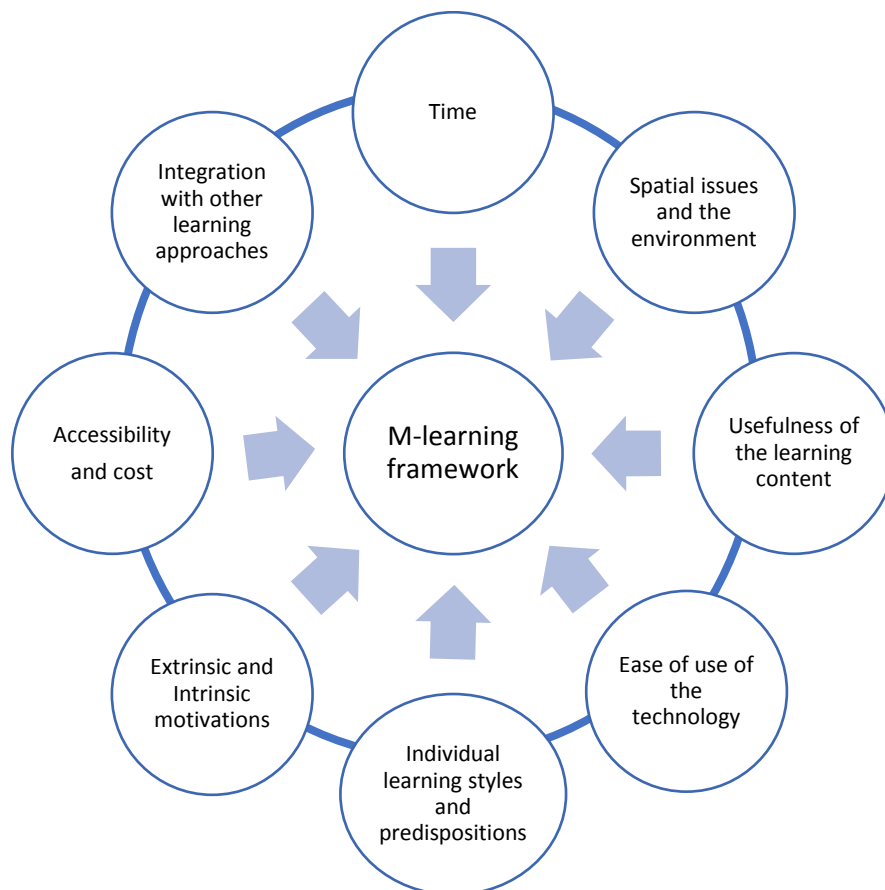 Time
Integration
with other
learning
approaches
Spatial issues
and the
environment
Accessibility
and cost
M-learning
framework
Usefulness of
the learning
content
Extrinsic and
Intrinsic
motivations
Ease of use of
the
technology
Individual
learning styles
and
predispositions